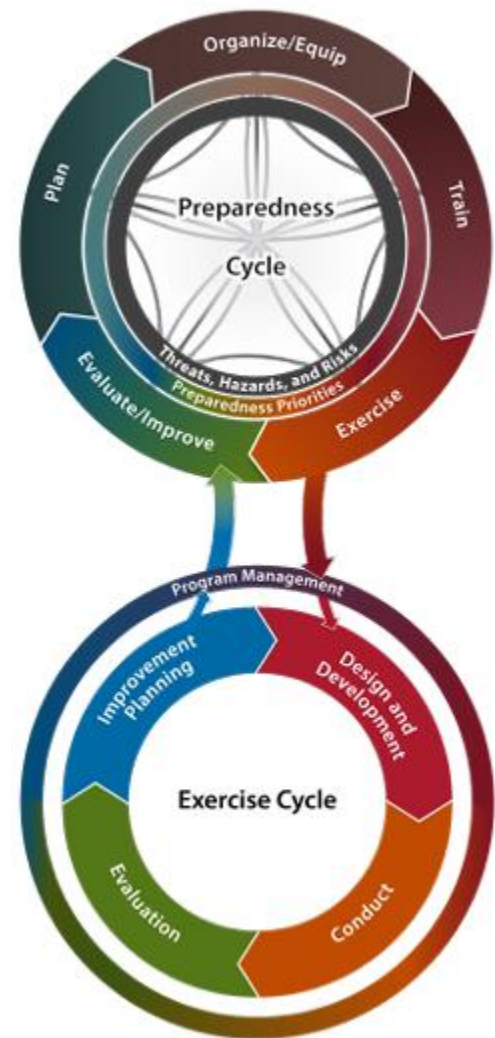 Organize/Equip
Plan
Train
Preparedness
Cycle
Threats, Hazards, and Risks
Preparedness Priorities
Evaluate/Improve
Exercise
Program Management
Improvement
Planning
Design and
Development
Exercise Cycle
Evaluation
Conduct